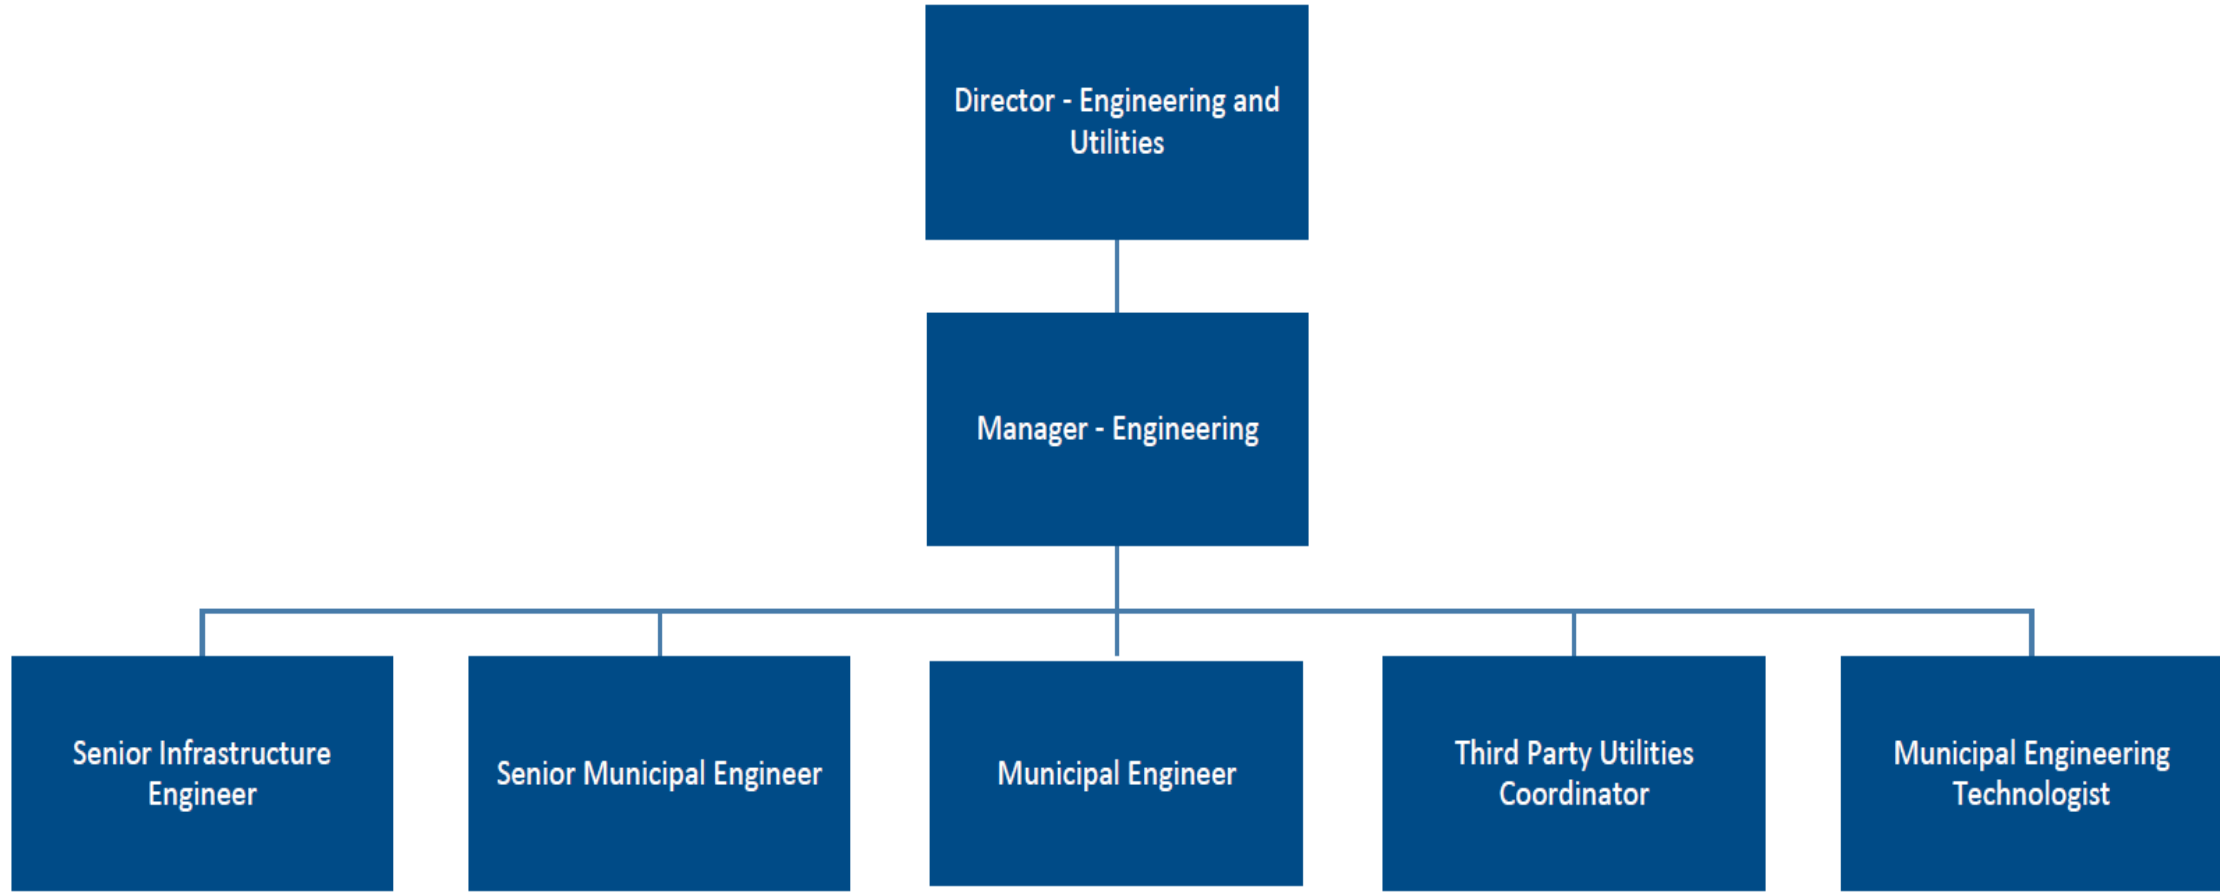 Director - Engineering and
Utilities
Manager - Engineering
Senior Infrastructure
Engineer
Senior Municipal Engineer
Municipal Engineer
Third Party Utilities
Coordinator
Municipal Engineering
Technologist